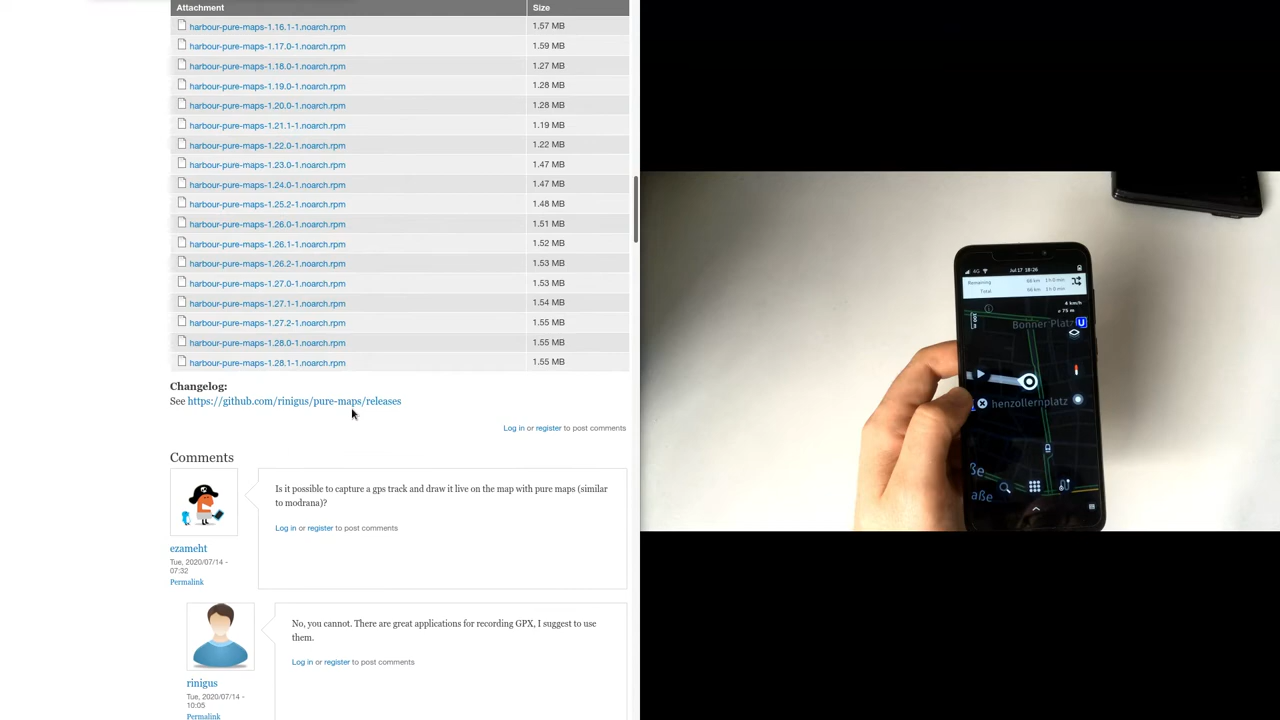 Attachment Size
harbour-pure-maps-1.16.1-1.noarch.rpm 1.57 MB
harbour-pure-maps-1.17.0-1.noarch.rpm 1.59 MB
harbour-pure-maps-1.18.0-1.noarch.rpm 1.27 MB
harbour-pure-maps-1.19.0-1.noarch.rpm 1.28 MB
harbour-pure-maps-1.20.0-1.noarch.rpm 1.28 MB
harbour-pure-maps-1.21.1-1.noarch.rpm 1.19 MB
harbour-pure-maps-1.22.0-1.noarch.rpm 1.22 MB
harbour-pure-maps-1.23.0-1.noarch.rpm 1.47 MB
harbour-pure-maps-1.24.0-1.noarch.rpm 1.47 MB
harbour-pure-maps-1.25.2-1.noarch.rpm 1.48 MB
harbour-pure-maps-1.26.0-1.noarch.rpm 1.51 MB
harbour-pure-maps-1.26.1-1.noarch.rpm 1.52 MB
harbour-pure-maps-1.26.2-1.noarch.rpm 1.53 MB
harbour-pure-maps-1.27.0-1.noarch.rpm 1.53 MB
harbour-pure-maps-1.27.1-1.noarch.rpm 1.54 MB
harbour-pure-maps-1.27.2-1.noarch.rpm 1.55 MB
harbour-pure-maps-1.28.0-1.noarch.rpm 1.55 MB
harbour-pure-maps-1.28.1-1.noarch.rpm 1.55 MB
Changelog:
See https://github.com/rinigus/pure-maps/releases
Log in or register to post comments
Comments
Is it possible to capture a gps track and draw it live on the map with pure maps (similar
to modrana)?
Log in or register to post comments
ezameht
Tue, 2020/07/14 -
07:32
Permalink
No, you cannot. There are great applications for recording GPX, I suggest to use
them.
Log in or register to post comments
rinigus
Tue, 2020/07/14 -
10:05
Permalink
4G Jul 17 18:26
Remaining
Total
4 km/h
± 75 m
100 m
Bonner Platz
U
henzollernplatz
ße
aße